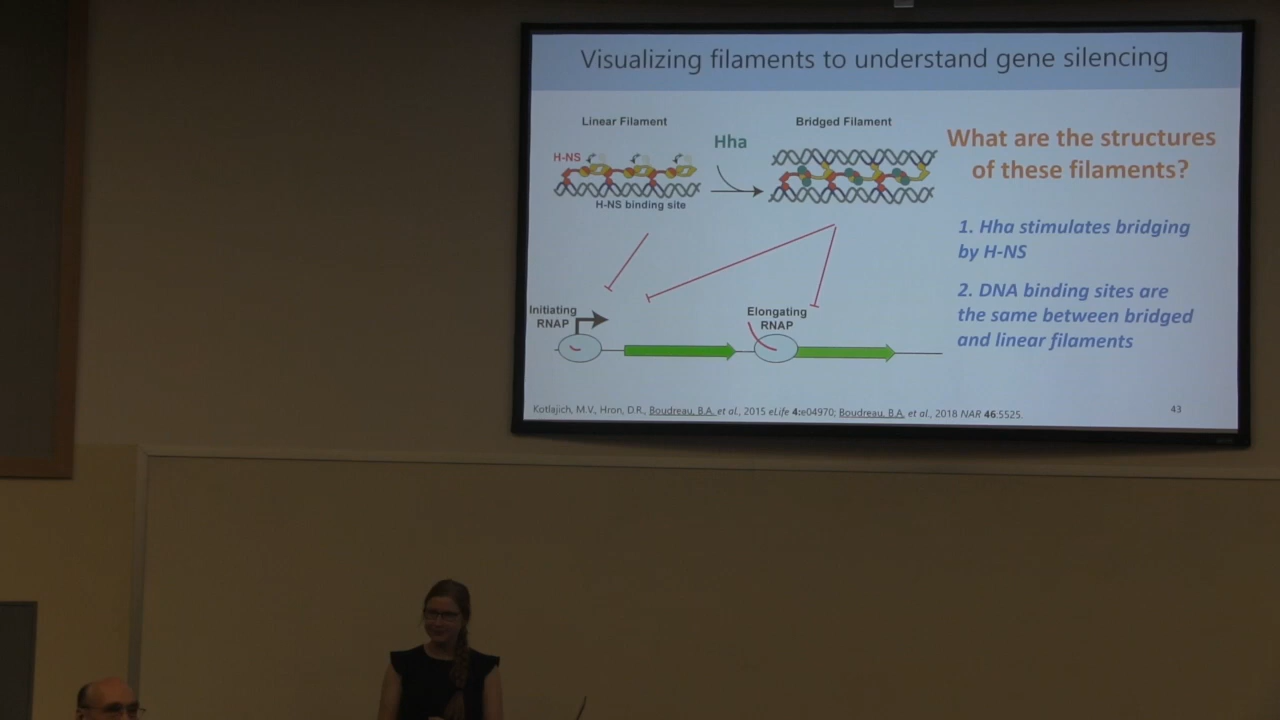 Visualizing filaments to understand gene silencing
Linear Filament
Bridged Filament
Hha
H-NS
H-NS binding site
What are the structures
of these filaments?
1. Hha stimulates bridging
by H-NS
2. DNA binding sites are
the same between bridged
and linear filaments
Initiating
RNAP
Elongating
RNAP
Kotlajich, M.V., Hron, D.R., Boudreau, B.A. et al., 2015 eLife 4:e04970; Boudreau, B.A. et al., 2018 NAR 46:5525.
43